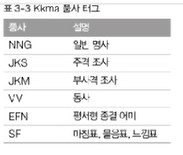 표 3-3 Kkma 품사 터그
품사 설명
NNG 일반 명사
JKS 주격 조사
JKM 부사격 조사
VV 동사
EFN 평서형 종결 어미
SF 마침표, 물음표, 느낌표